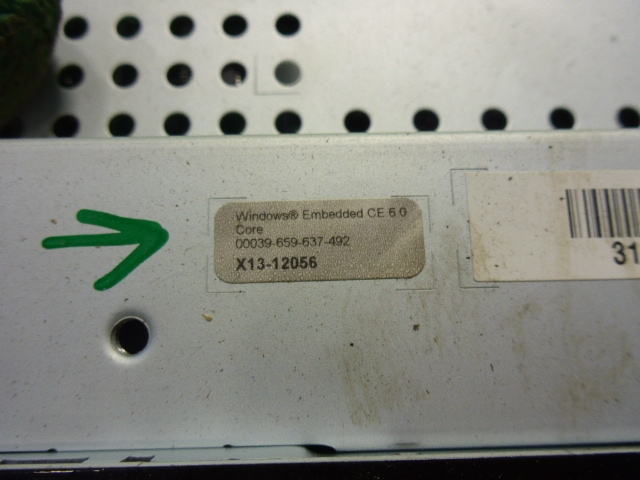 Windows® Embedded CE 6.0
Core
00039-659-637-492
X13-12056
31